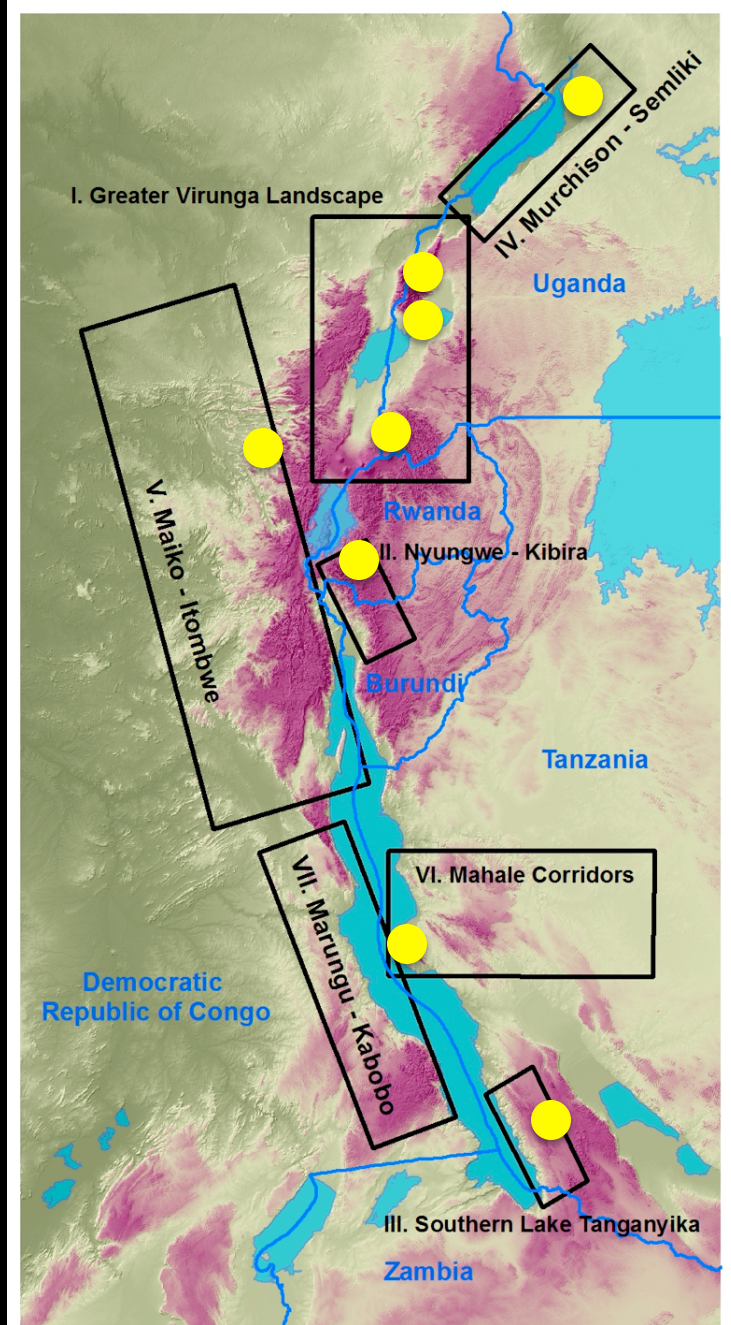 IV. Murchison - Semliki
I. Greater Virunga Landscape
Uganda
V. Maiko - Itombwe
Rwanda
II. Nyungwe - Kibira
Burundi
Tanzania
VI. Mahale Corridors
VII. Marungu - Kabobo
Democratic
Republic of Congo
III. Southern Lake Tanganyika
Zambia